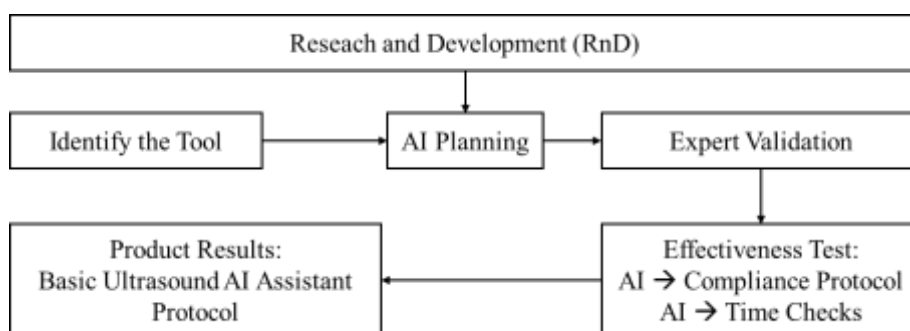 Reseach and Development (RnD)
Identify the Tool
AI Planning
Expert Validation
Product Results:
Basic Ultrasound AI Assistant
Protocol
Effectiveness Test:
AI → Compliance Protocol
AI → Time Checks